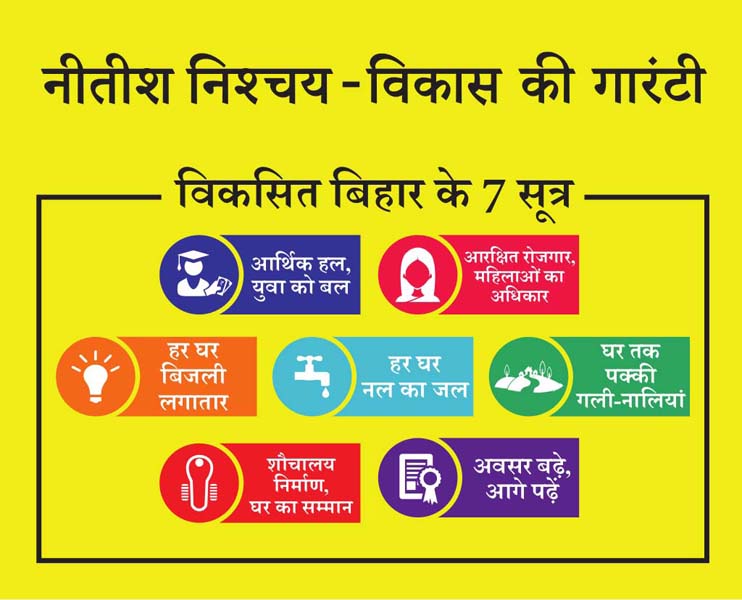 नीतीश निश्चय - विकास की गारंटी
विकसित बिहार के 7 सूत्र
आर्थिक हल,
युवा को बल
आरक्षित रोजगार,
महिलाओं का
अधिकार
हर घर
बिजली
लगातार
हर घर
नल का जल
घर तक
पक्की
गली-नालियां
शौचालय
निर्माण,
घर का सम्मान
अवसर बढ़े,
आगे पढ़ें